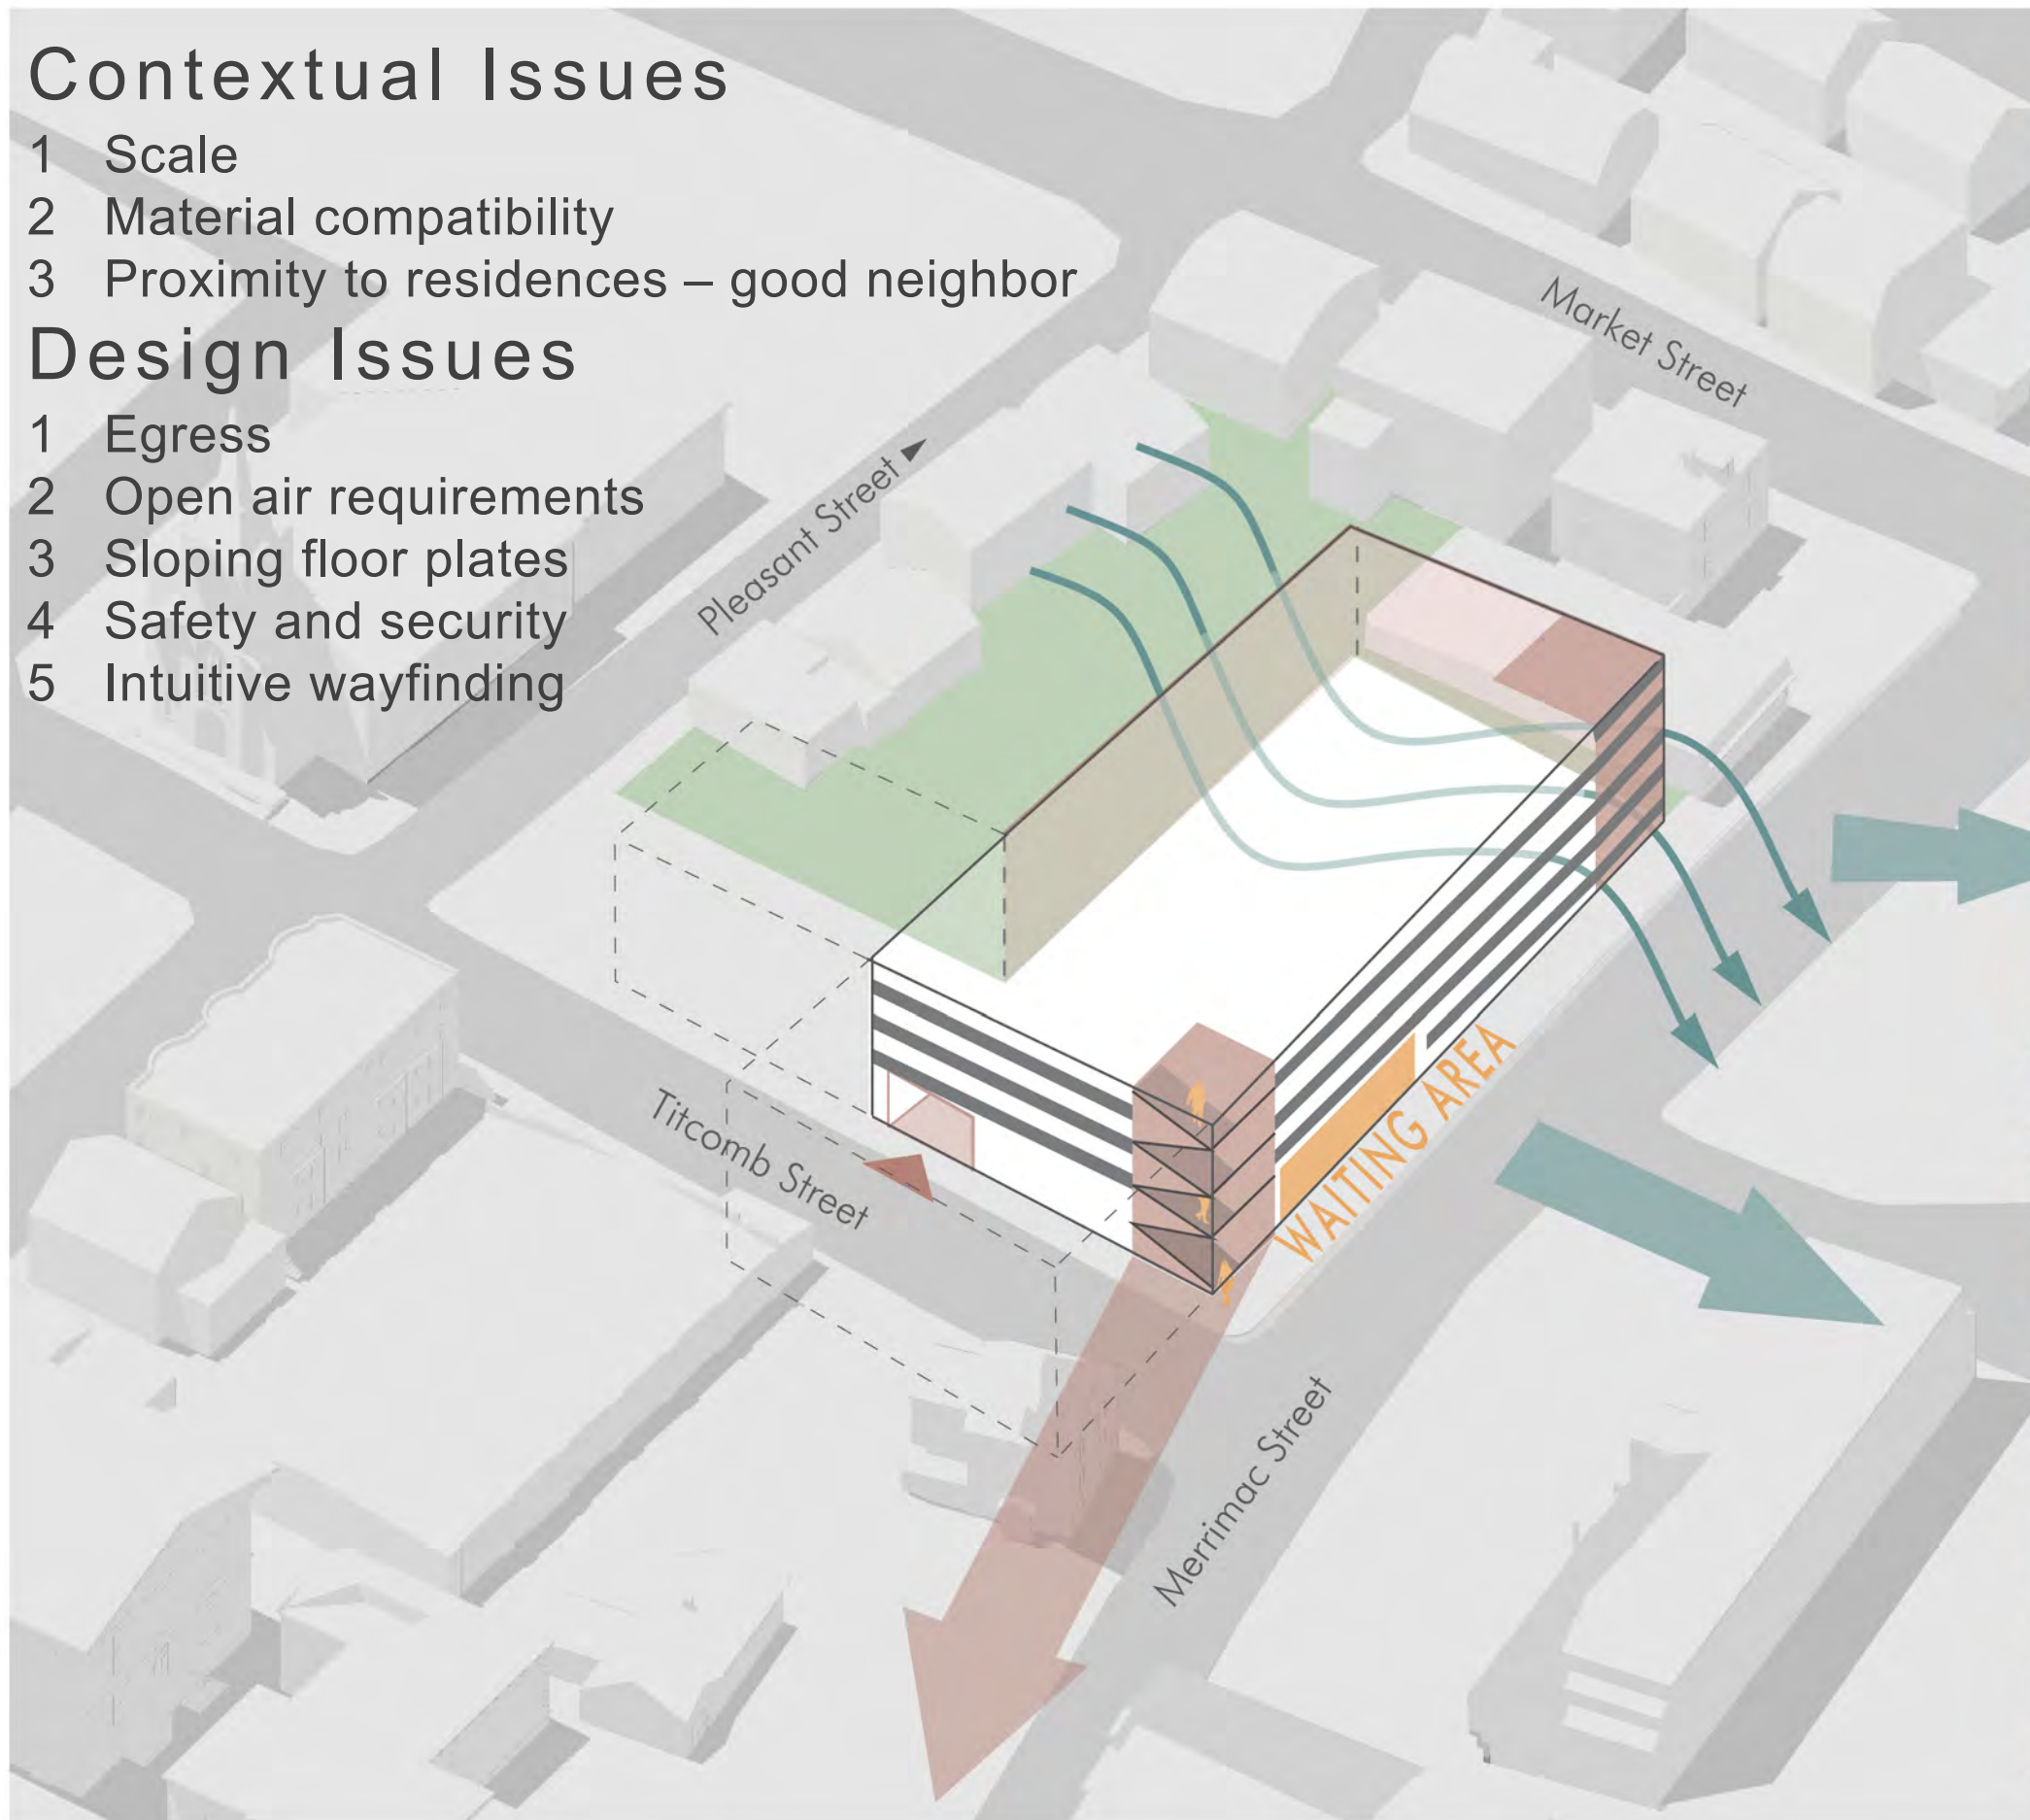 Contextual Issues
1 Scale
2 Material compatibility
3 Proximity to residences – good neighbor
Design Issues
1 Egress
2 Open air requirements
3 Sloping floor plates
4 Safety and security
5 Intuitive wayfinding
Market Street
Pleasant Street
Titcomb Street
WAITING AREA
Merrimac Street